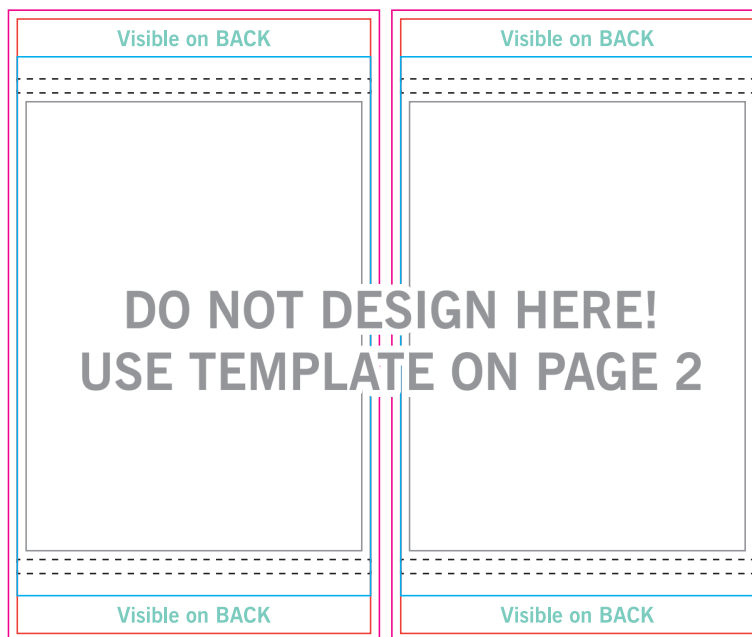 Visible on BACK
Visible on BACK
DO NOT DESIGN HERE!
USE TEMPLATE ON PAGE 2
Visible on BACK
Visible on BACK